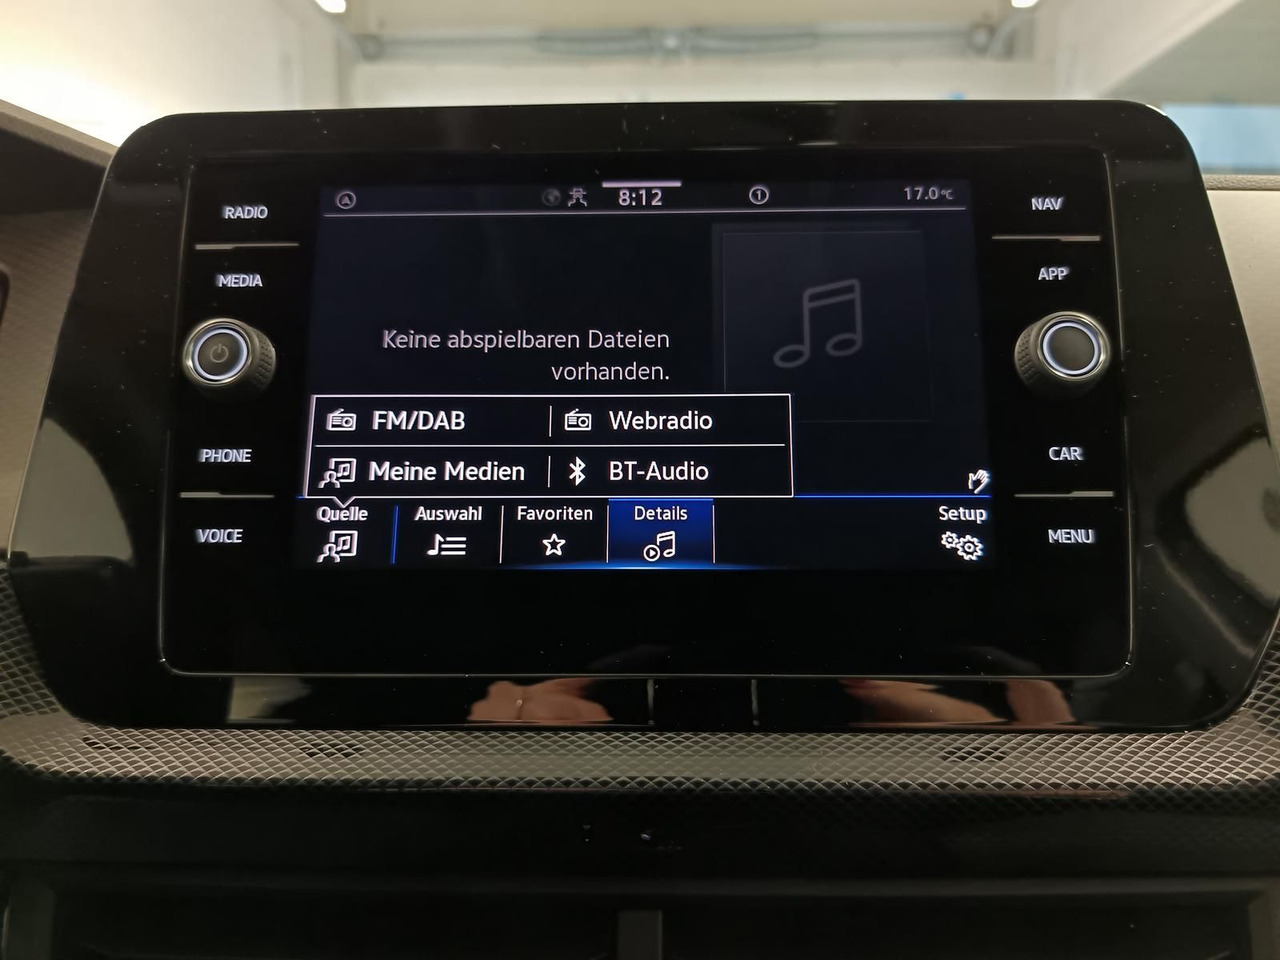 RADIO
MEDIA
PHONE
VOICE
8:12
1
17.0°C
Keine abspielbaren Dateien
vorhanden.
FM/DAB
Webradio
Meine Medien
BT-Audio
Quelle
Auswahl
Favoriten
Details
Setup
NAV
APP
CAR
MENU